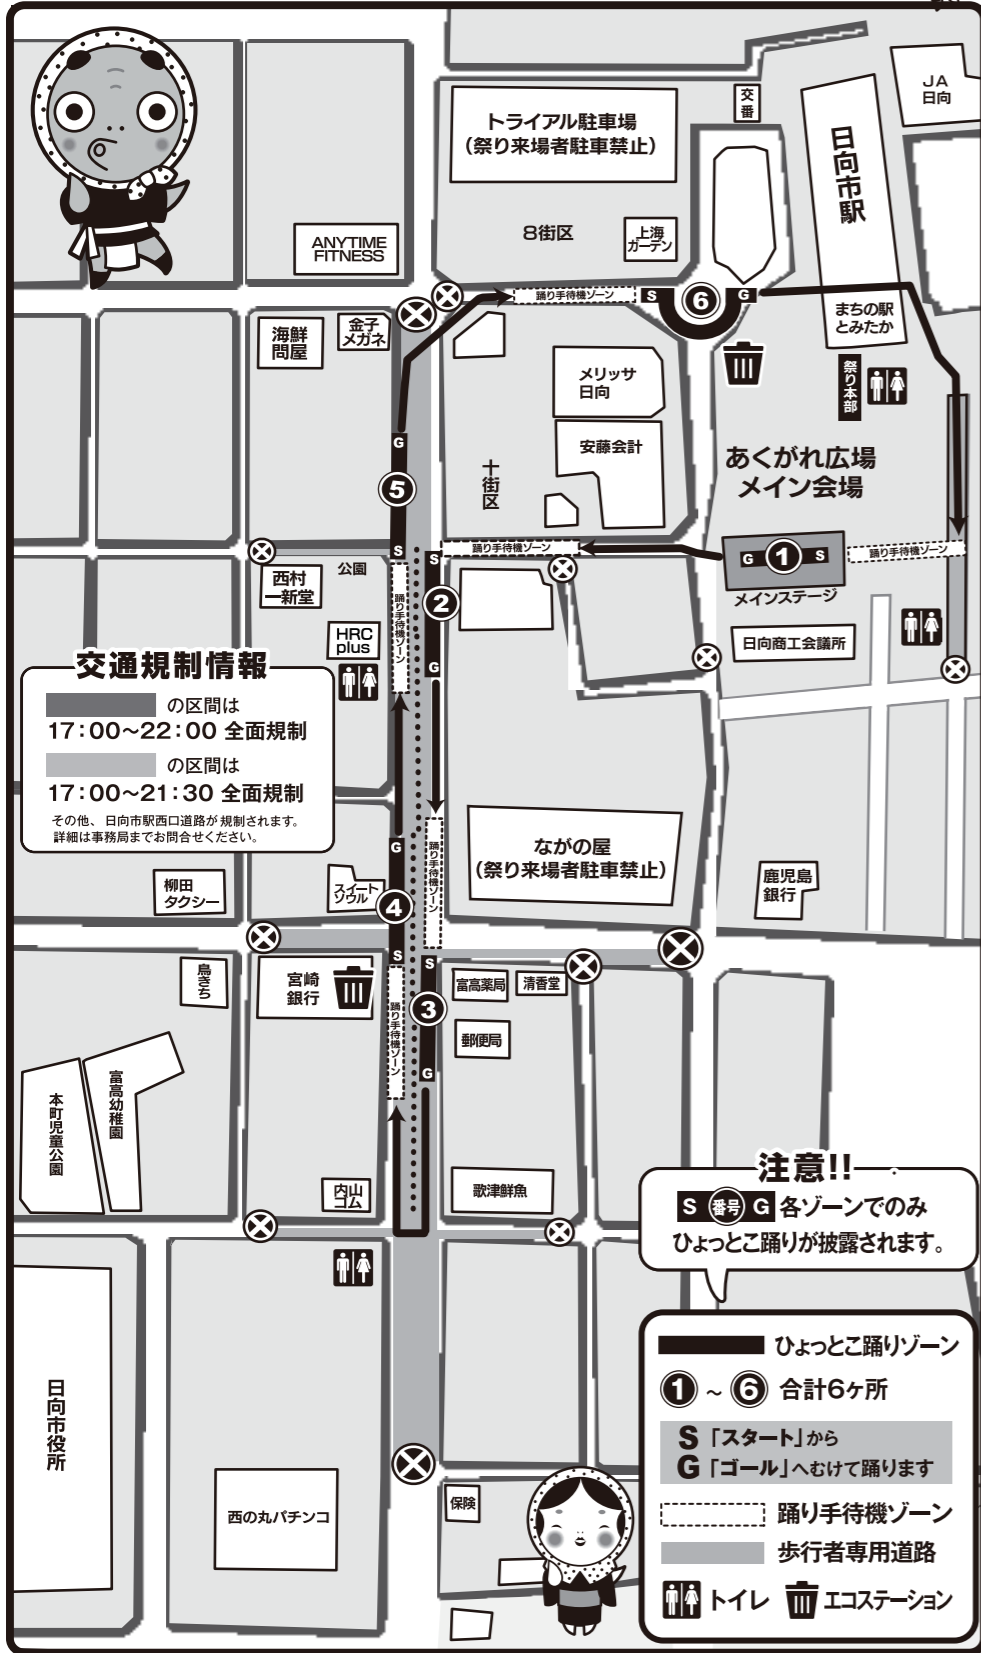 JA
日向
交番
トライアル駐車場
(祭り来場者駐車禁止)
日向市駅
8街区
上海
ガーデン
ANYTIME
FITNESS
踊り手待機ゾーン
S
6
G
まちの駅
とみたか
海鮮
問屋
金子
メガネ
祭り本部
メリッサ
日向
安藤会計
あくがれ広場
メイン会場
G
5
S
十街区
踊り手待機ゾーン
G
1
S
踊り手待機ゾーン
メインステージ
西村
一新堂
公園
踊り手待機ゾーン
S
2
G
HRC
plus
日向商工会議所
交通規制情報
の区間は
17:00~22:00 全面規制
の区間は
17:00~21:30 全面規制
その他、日向市駅西口道路が規制されます。
詳細は事務局までお問合せください。
ながの屋
(祭り来場者駐車禁止)
踊り手待機ゾーン
G
4
S
スイート
ソウル
柳田
タクシー
鹿児島
銀行
鳥きち
宮崎
銀行
踊り手待機ゾーン
S
3
G
富高薬局
清香堂
郵便局
本町児童公園
富高幼稚園
内山
ゴム
歌津鮮魚
注意!!
S 番号 G 各ゾーンでのみ
ひょっとこ踊りが披露されます。
日向市役所
西の丸パチンコ
保険
ひょっとこ踊りゾーン
1 ~ 6 合計6ヶ所
S「スタート」から
G「ゴール」へむけて踊ります
踊り手待機ゾーン
歩行者専用道路
トイレ エコステーション